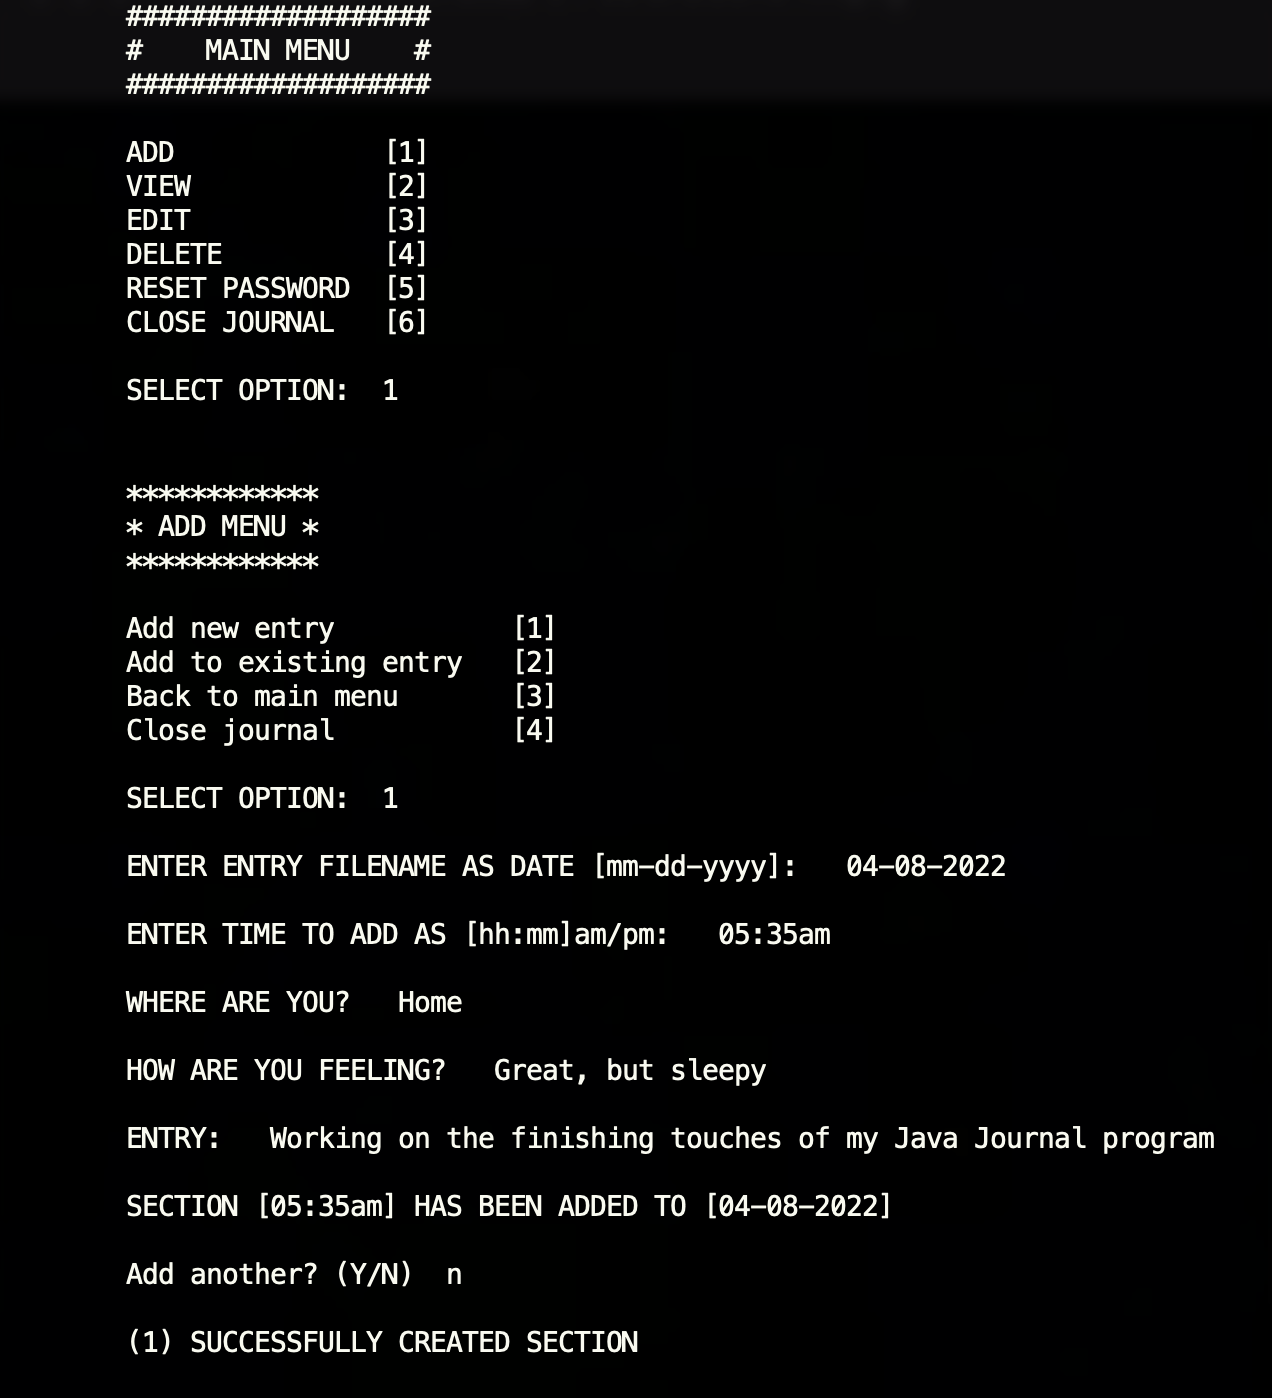 ###################
#    MAIN MENU    #
###################
ADD             [1]
VIEW            [2]
EDIT            [3]
DELETE          [4]
RESET PASSWORD  [5]
CLOSE JOURNAL   [6]
SELECT OPTION:  1
************
* ADD MENU *
************
Add new entry           [1]
Add to existing entry   [2]
Back to main menu       [3]
Close journal           [4]
SELECT OPTION:  1
ENTER ENTRY FILENAME AS DATE [mm-dd-yyyy]:   04-08-2022
ENTER TIME TO ADD AS [hh:mm]am/pm:   05:35am
WHERE ARE YOU?   Home
HOW ARE YOU FEELING?   Great, but sleepy
ENTRY:   Working on the finishing touches of my Java Journal program
SECTION [05:35am] HAS BEEN ADDED TO [04-08-2022]
Add another? (Y/N)  n
(1) SUCCESSFULLY CREATED SECTION